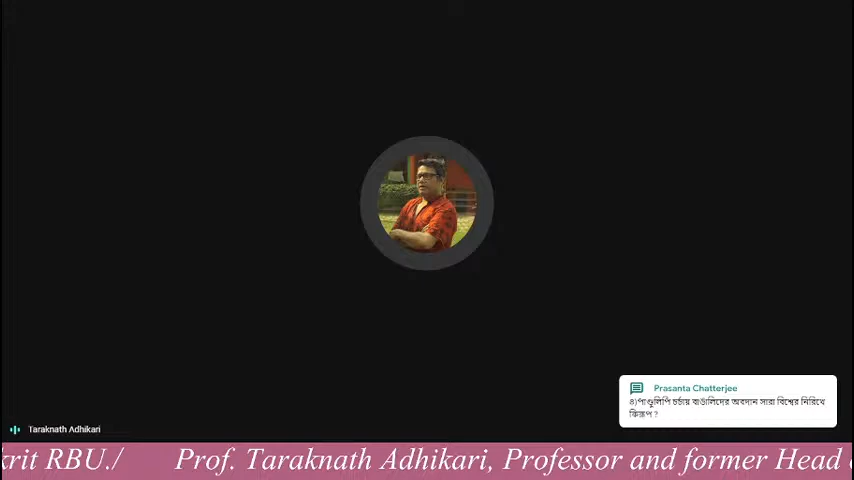 Prasanta Chatterjee
৪)পাণ্ডুলিপি চর্চায় বাঙালিদের অবদান সারা বিশ্বের নিরিখে
কিরূপ ?
Taraknath Adhikari
krit RBU./ Prof. Taraknath Adhikari, Professor and former Head